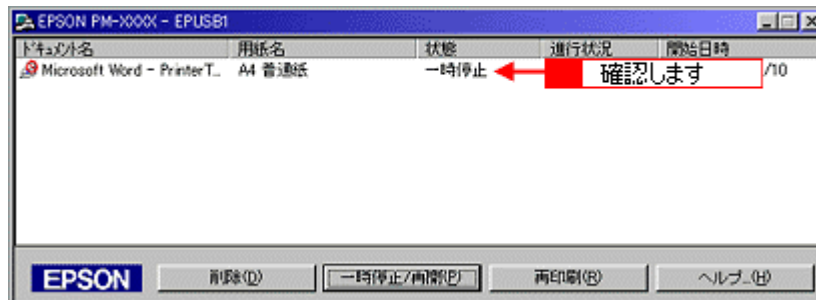 EPSON PM-XXXX - EPUSB1
ドキュメント名 用紙名 状態 進行状況 開始日時
Microsoft Word - PrinterT... A4 普通紙 一時停止 確認します /10
EPSON 削除(D) 一時停止/再開(P) 再印刷(R) ヘルプ...(H)